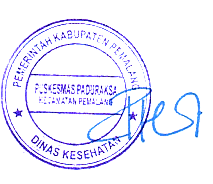 PEMERINTAH KABUPATEN PEMALANG
PUSKESMAS PADURAKSA
KECAMATAN PEMALANG
DINAS KESEHATAN